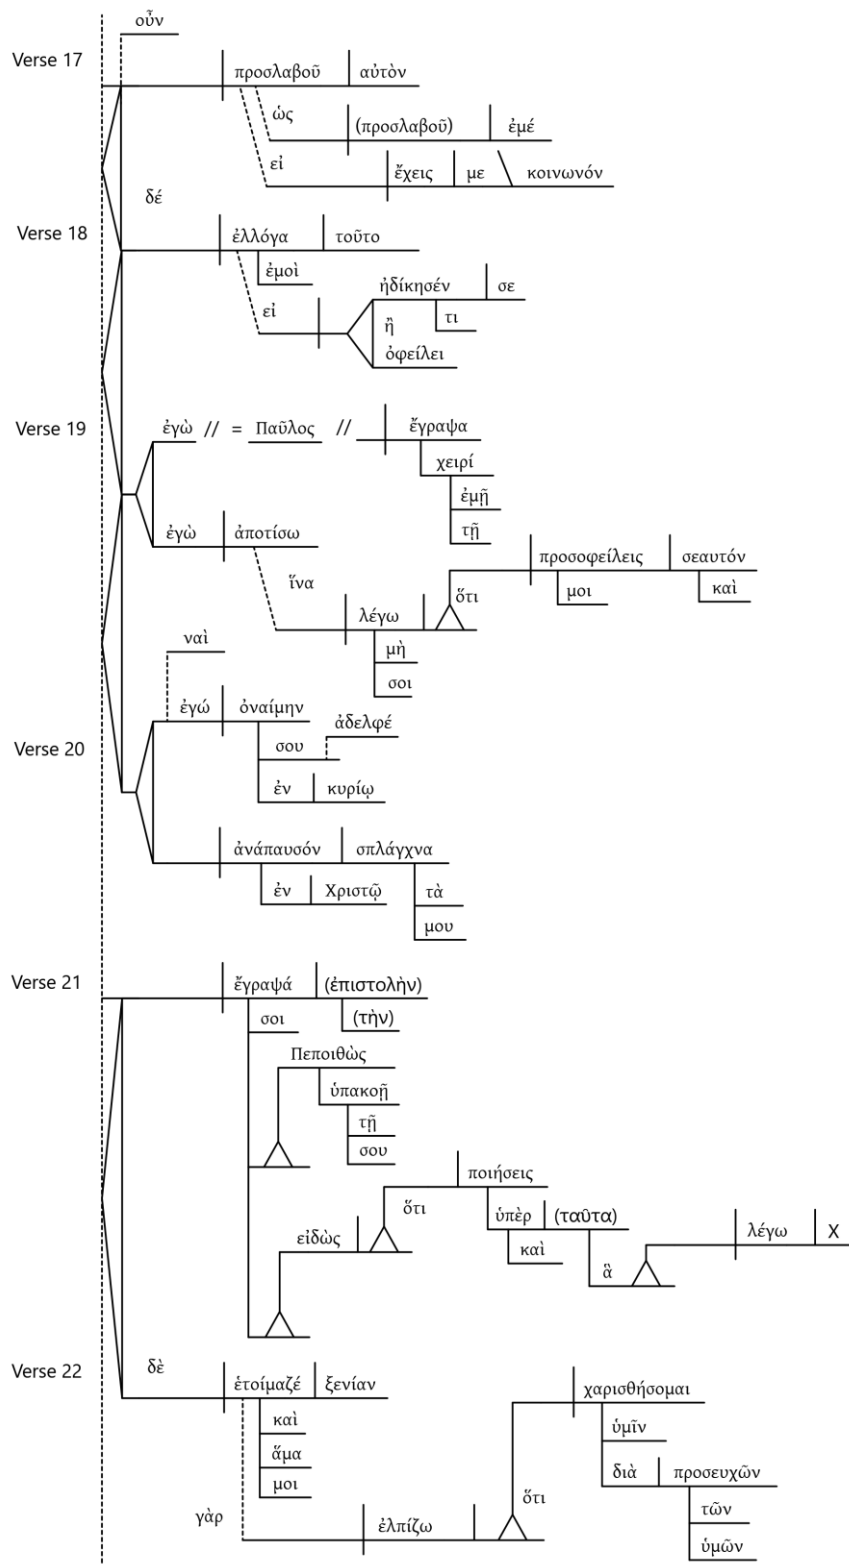 οὖν
Verse 17
προσλαβοῦ αὐτὸν
ὡς (προσλαβοῦ) ἐμέ
εἰ ἔχεις με κοινωνόν
δέ
Verse 18
ἐλλόγα τοῦτο
ἐμοὶ
ἠδίκησέν σε
εἰ ἢ τι
ὀφείλει
Verse 19
ἐγὼ // = Παῦλος // ἔγραψα
χειρί
ἐμῇ
τῇ
ἐγὼ ἀποτίσω
προσοφείλεις σεαυτόν
ἵνα ὅτι μοι καὶ
λέγω
μὴ
σοι
ναὶ
ἐγώ ὀναίμην
ἀδελφέ
Verse 20
σου
ἐν κυρίῳ
ἀνάπαυσόν σπλάγχνα
ἐν Χριστῷ τὰ
μου
Verse 21
ἔγραψά (ἐπιστολὴν)
σοι (τὴν)
Πεποιθὼς
ὑπακοῇ
τῇ
σου
ποιήσεις
ὅτι ὑπὲρ (ταῦτα)
εἰδὼς λέγω X
καὶ
ἃ
Verse 22
δὲ
ἑτοίμαζέ ξενίαν
χαρισθήσομαι
καὶ ὑμῖν
ἅμα
μοι διὰ προσευχῶν
γὰρ ὅτι τῶν
ἐλπίζω
ὑμῶν